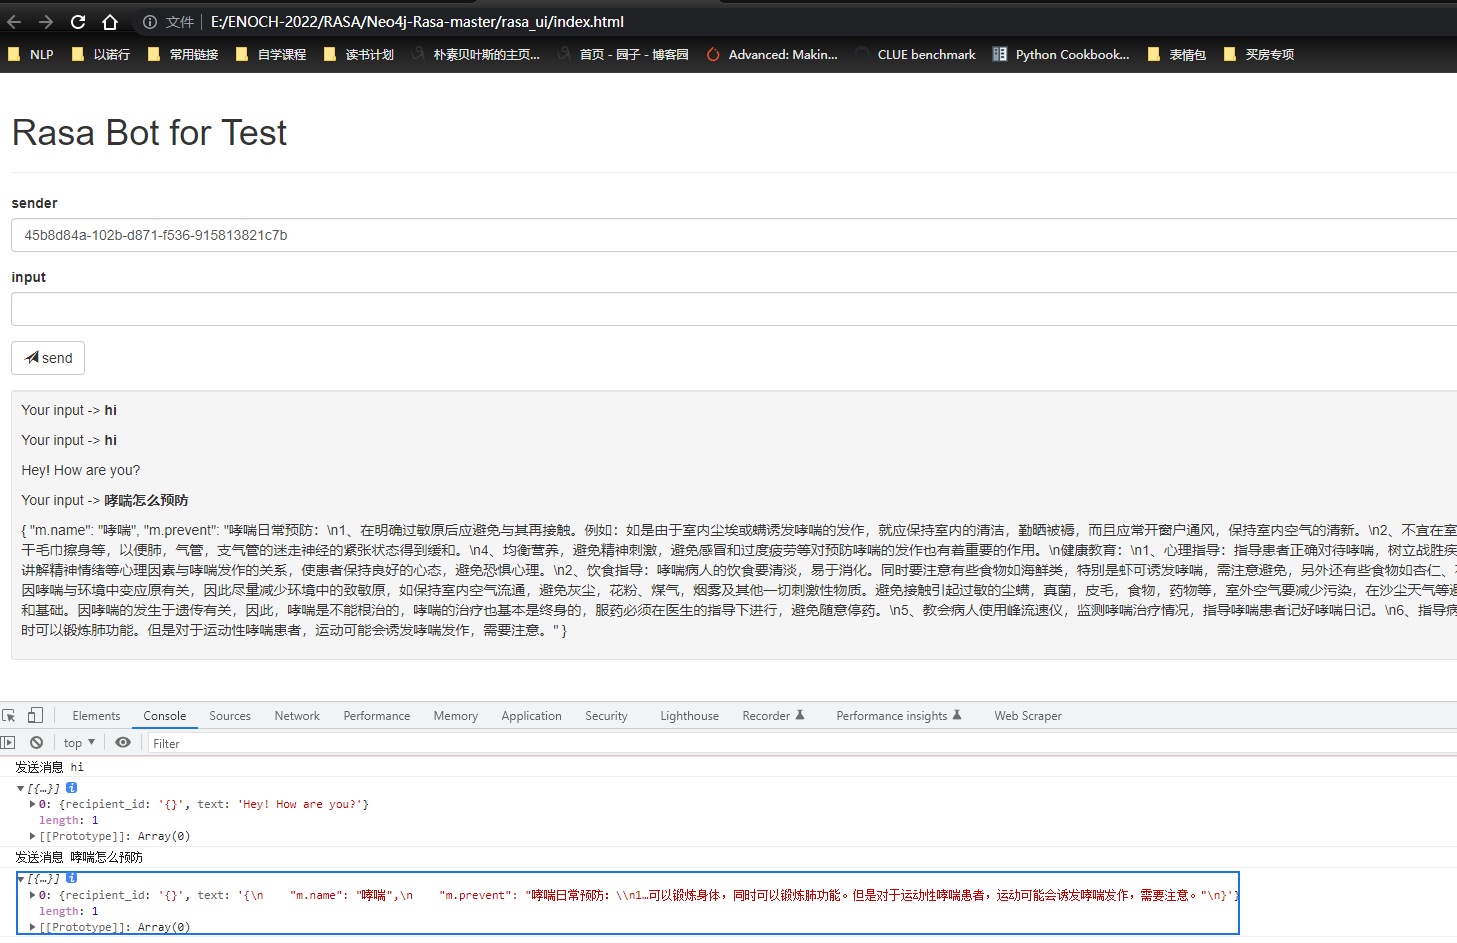 文件 E:/ENOCH-2022/RASA/Neo4j-Rasa-master/rasa_ui/index.html
NLP 以诺行 常用链接 自学课程 读书计划 朴素贝叶斯的主页... 首页 - 园子 - 博客园 Advanced: Makin... CLUE benchmark Python Cookbook... 表情包 买房专项
Rasa Bot for Test
sender
45b8d84a-102b-d871-f536-915813821c7b
input
send
Your input -> hi
Your input -> hi
Hey! How are you?
Your input -> 哮喘怎么预防
{ "m.name": "哮喘", "m.prevent": "哮喘日常预防：\n1、在明确过敏原后应避免与其再接触。例如：如是由于室内尘埃或螨诱发哮喘的发作，就应保持室内的清洁，勤晒被褥，而且应常开窗户通风，保持室内空气的清新。\n2、不宜在室
干毛巾擦身等，以便肺，气管，支气管的迷走神经的紧张状态得到缓和。\n4、均衡营养，避免精神刺激，避免感冒和过度疲劳等对预防哮喘的发作也有着重要的作用。\n健康教育：\n1、心理指导：指导患者正确对待哮喘，树立战胜疾
讲解精神情绪等心理因素与哮喘发作的关系，使患者保持良好的心态，避免恐惧心理。\n2、饮食指导：哮喘病人的饮食要清淡，易于消化。同时要注意有些食物如海鲜类，特别是虾可诱发哮喘，需注意避免，另外还有些食物如杏仁、
因哮喘与环境中变应原有关，因此尽量减少环境中的致敏原，如保持室内空气流通，避免灰尘，花粉、煤气，烟雾及其他一切刺激性物质。避免接触引起过敏的尘螨，真菌，皮毛，食物，药物等，室外空气要减少污染，在沙尘天气等
和基础。因哮喘的发生于遗传有关，因此，哮喘是不能根治的，哮喘的治疗也基本是终身的，服药必须在医生的指导下进行，避免随意停药。\n5、教会病人使用峰流速仪，监测哮喘治疗情况，指导哮喘患者记好哮喘日记。\n6、指导病
时可以锻炼肺功能。但是对于运动性哮喘患者，运动可能会诱发哮喘发作，需要注意。" }
Elements Console Sources Network Performance Memory Application Security Lighthouse Recorder Performance insights Web Scraper
top Filter
发送消息 hi
[{…}]
0: {recipient_id: '{}', text: 'Hey! How are you?'}
length: 1
[[Prototype]]: Array(0)
发送消息 哮喘怎么预防
[{…}]
0: {recipient_id: '{}', text: '{\n    "m.name": "哮喘",\n    "m.prevent": "哮喘日常预防：\\n1…可以锻炼身体，同时可以锻炼肺功能。但是对于运动性哮喘患者，运动可能会诱发哮喘发作，需要注意。"\n}'}
length: 1
[[Prototype]]: Array(0)